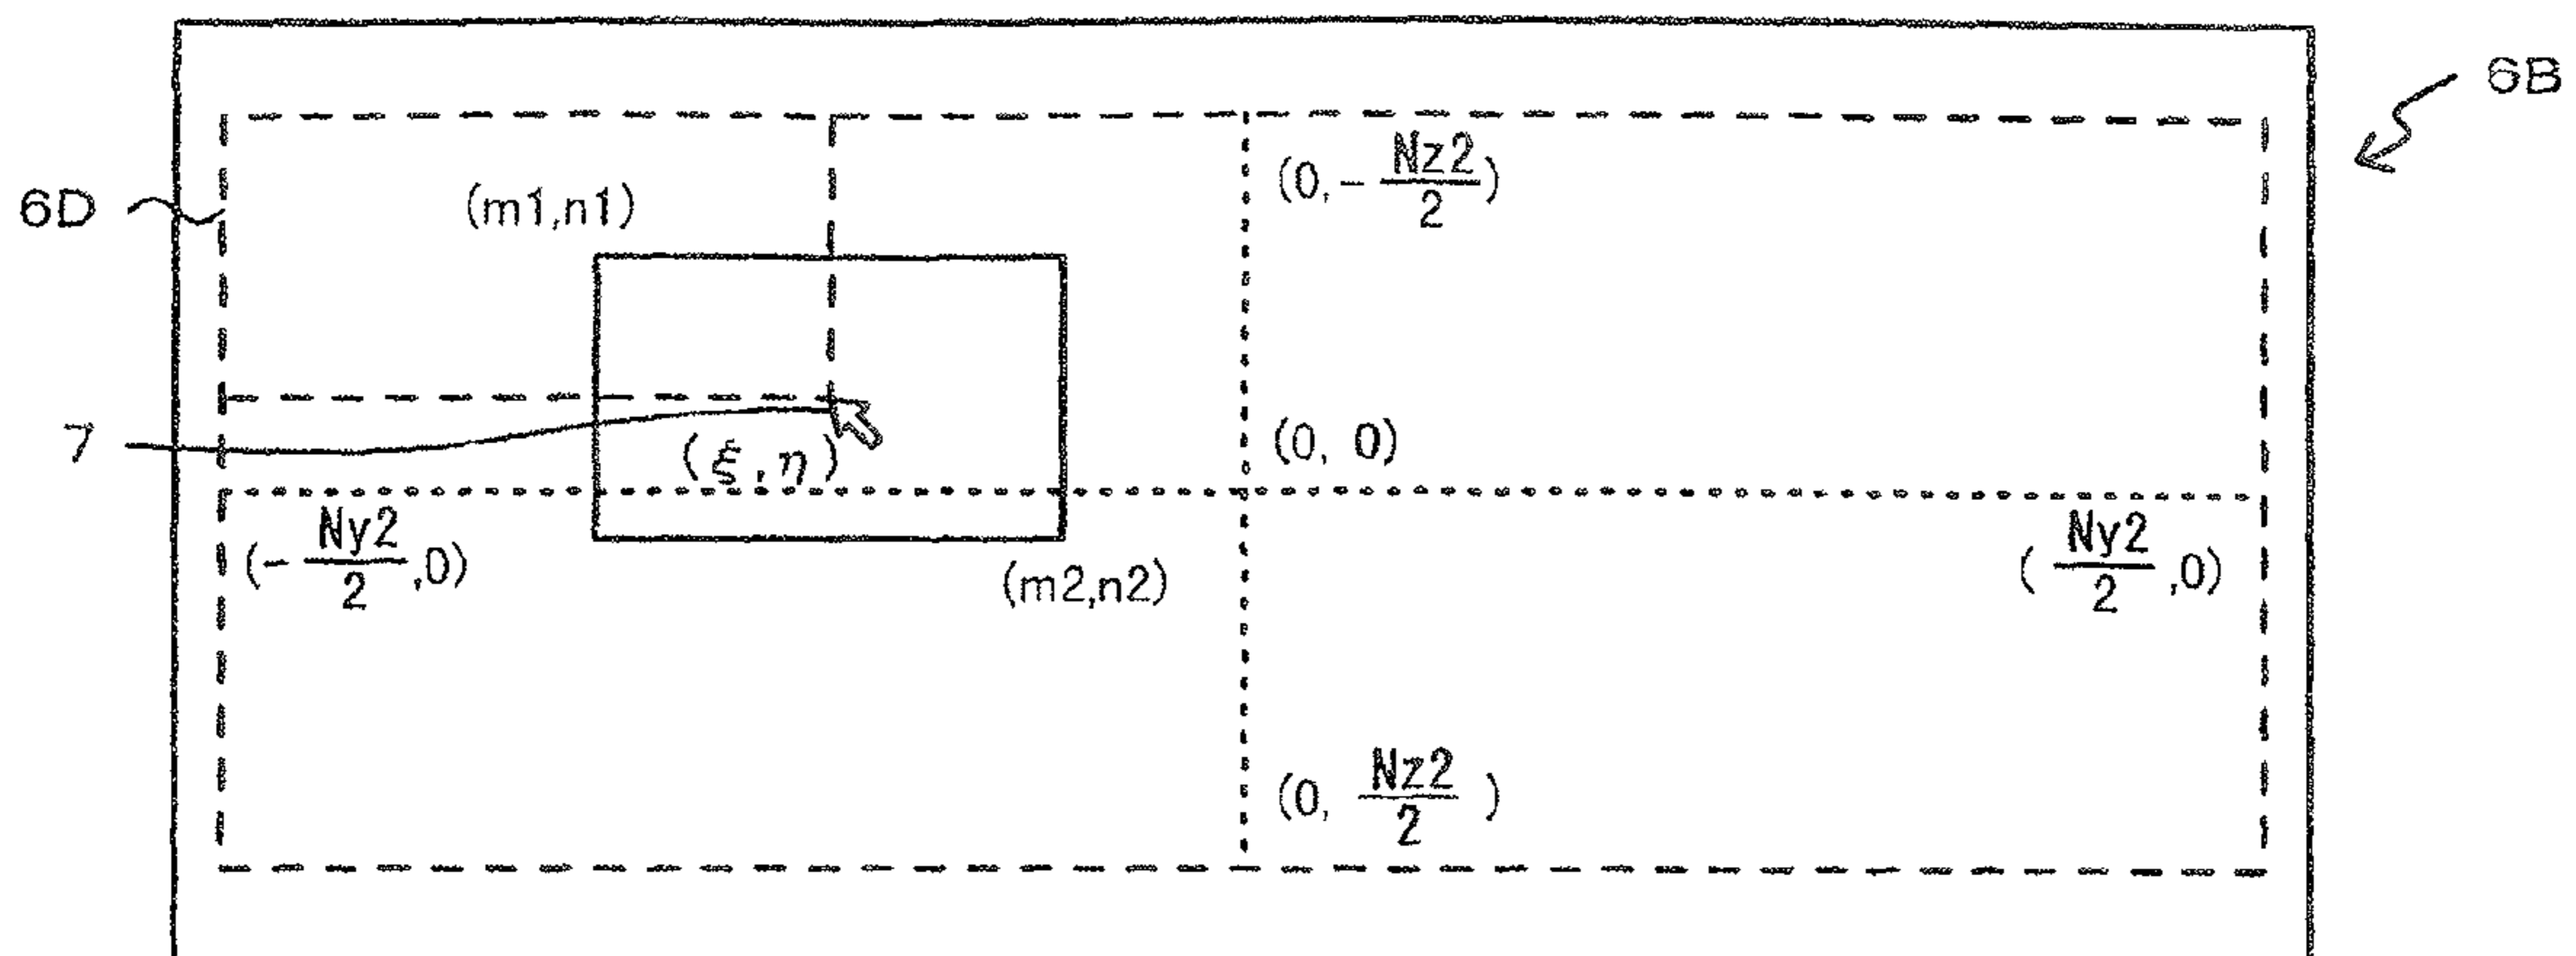 6B
(0,-Nz2/2)
6D
(m1,n1)
7
(ξ,η)
(0, 0)
(-Ny2/2,0)
(m2,n2)
(Ny2/2,0)
(0, Nz2/2)